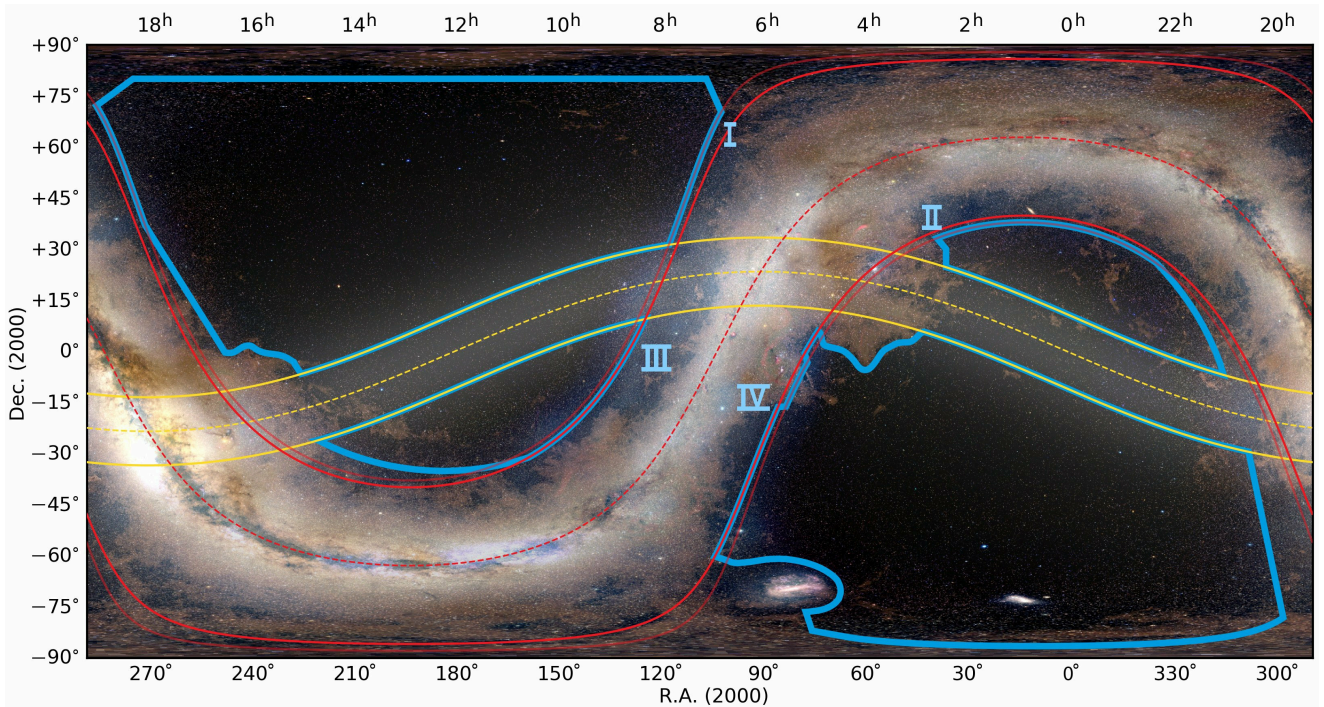 18h 16h 14h 12h 10h 8h 6h 4h 2h 0h 22h 20h
+90°
+75°
+60°
+45°
+30°
+15°
0°
−15°
−30°
−45°
−60°
−75°
−90°
Dec. (2000)
I
II
III
IV
270° 240° 210° 180° 150° 120° 90° 60° 30° 0° 330° 300°
R.A. (2000)